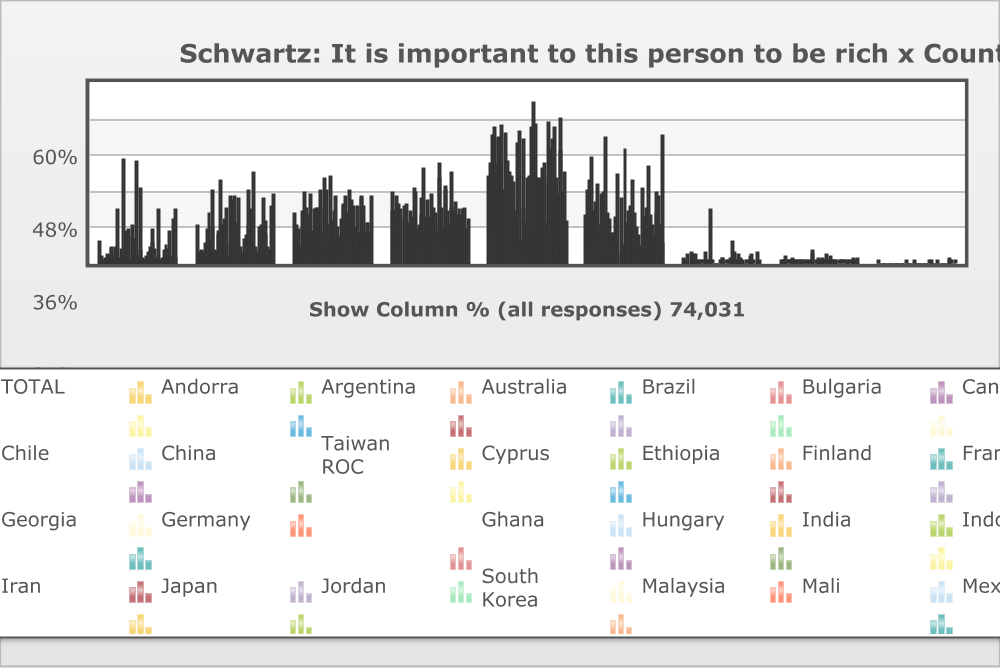 Schwartz: It is important to this person to be rich x Count
60%
48%
36%
Show Column % (all responses) 74,031
TOTAL Andorra Argentina Australia Brazil Bulgaria Can
Chile China Taiwan ROC Cyprus Ethiopia Finland Fran
Georgia Germany Ghana Hungary India Indo
Iran Japan Jordan South Korea Malaysia Mali Mex